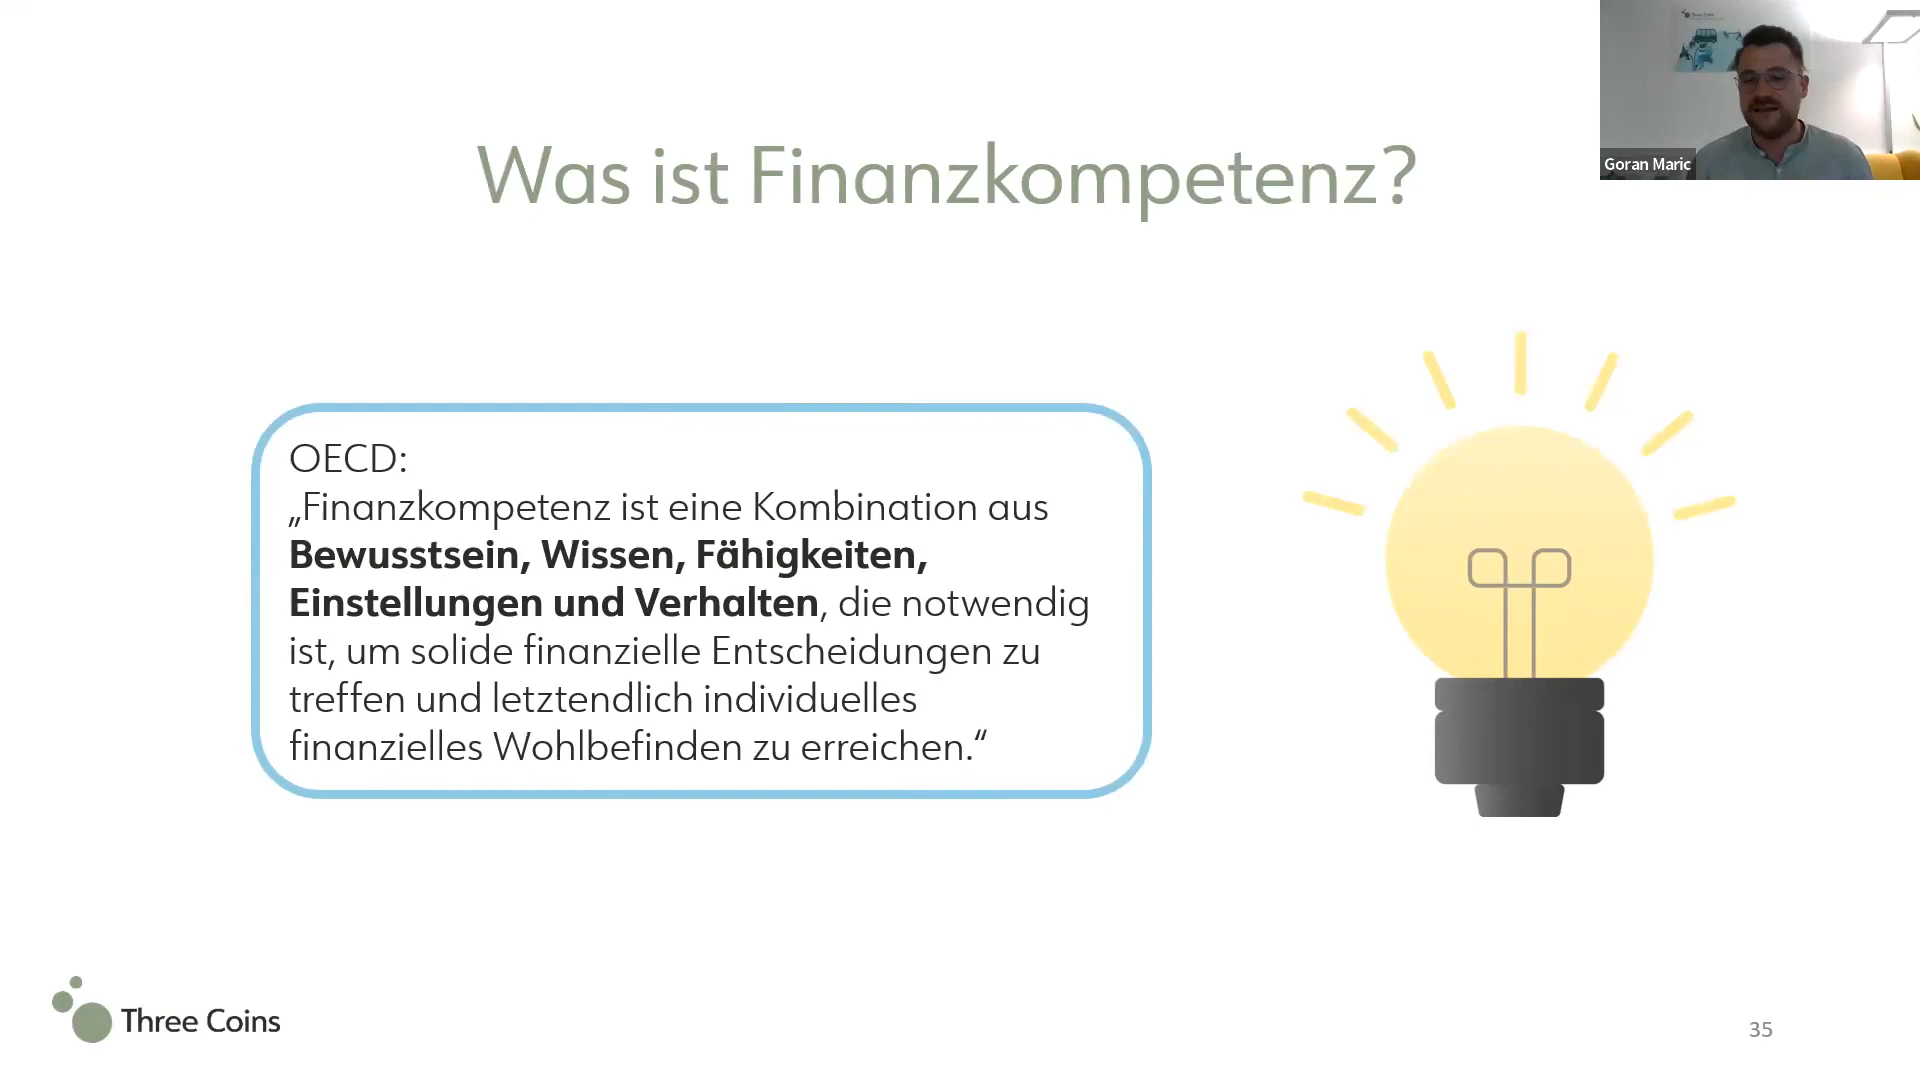 Was ist Finanzkompetenz?
Goran Maric
OECD:
„Finanzkompetenz ist eine Kombination aus
Bewusstsein, Wissen, Fähigkeiten,
Einstellungen und Verhalten, die notwendig
ist, um solide finanzielle Entscheidungen zu
treffen und letztendlich individuelles
finanzielles Wohlbefinden zu erreichen.“
Three Coins
35